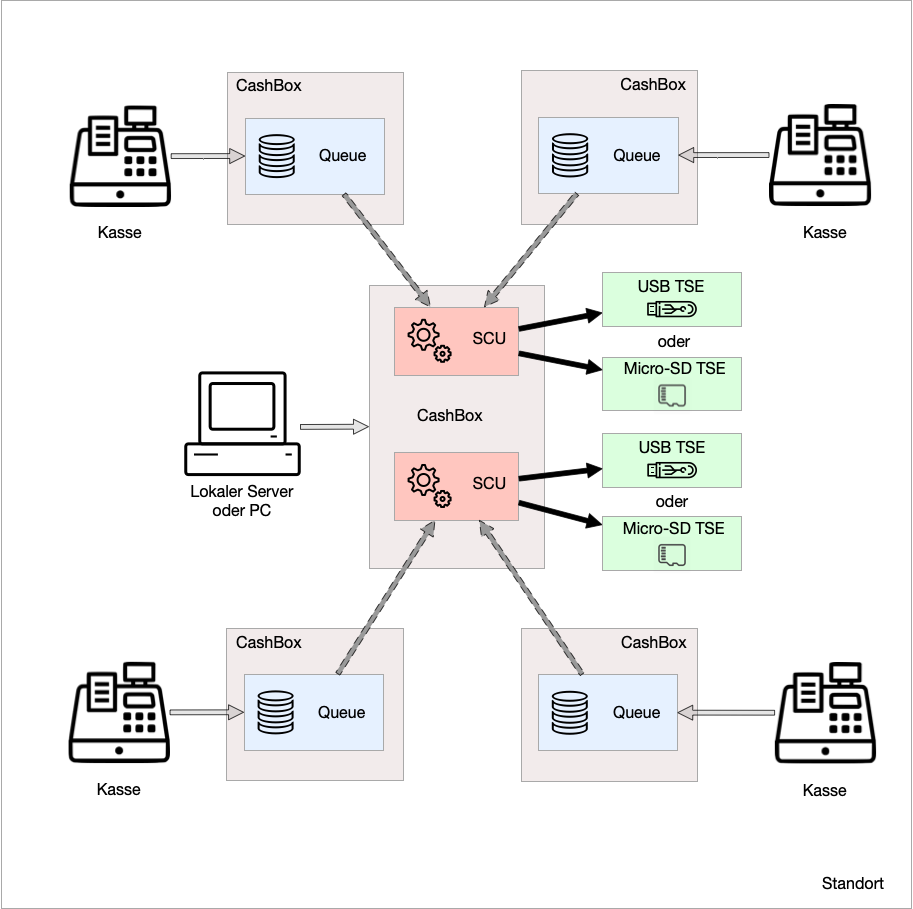 CashBox
Queue
Kasse
CashBox
Queue
Kasse
SCU
CashBox
SCU
USB TSE
oder
Micro-SD TSE
USB TSE
oder
Micro-SD TSE
Lokaler Server
oder PC
CashBox
Queue
Kasse
CashBox
Queue
Kasse
Standort